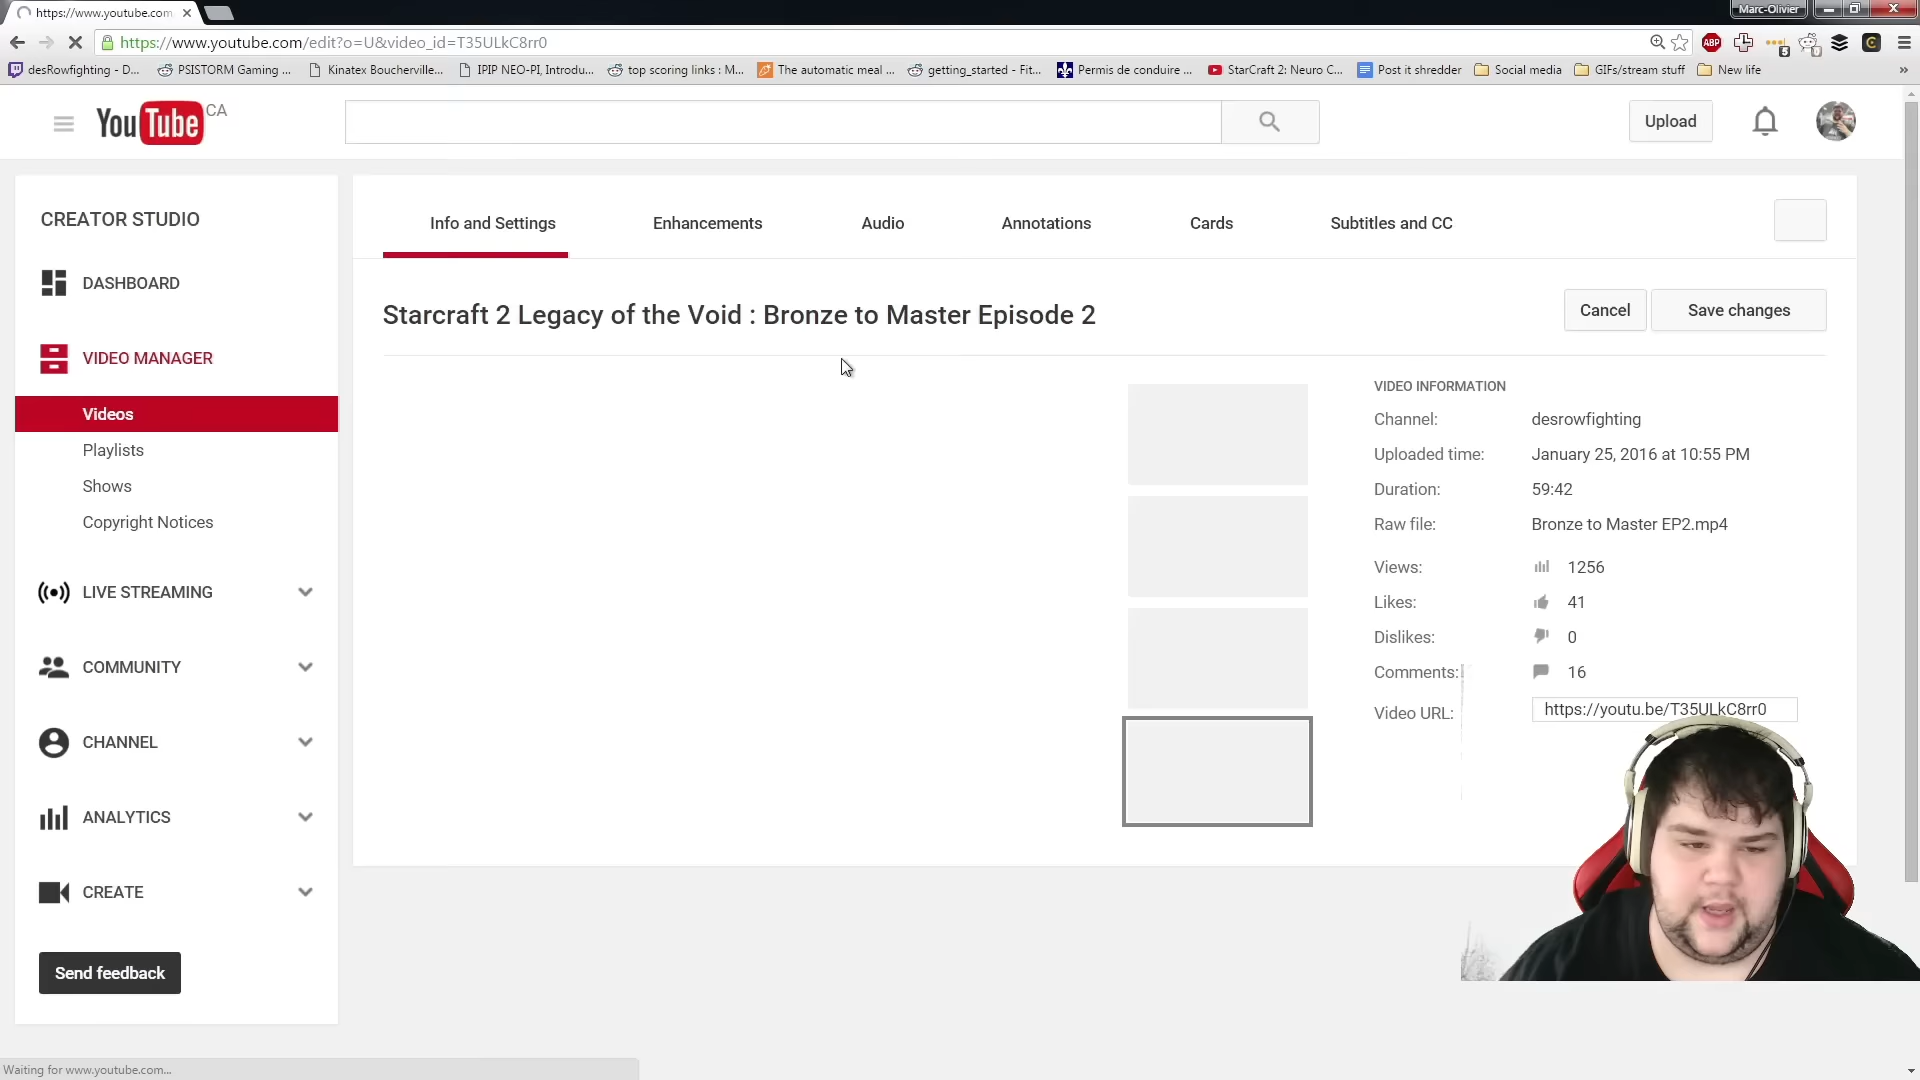 https://www.youtube.com
Marc-Olivier
https://www.youtube.com/edit?o=U&video_id=T35ULkC8rr0
ABP
desRowfighting - D...
PSISTORM Gaming ...
Kinatex Boucherville...
IPIP NEO-PI, Introdu...
top scoring links : M...
The automatic meal ...
getting_started - Fit...
Permis de conduire ...
StarCraft 2: Neuro C...
Post it shredder
Social media
GIFs/stream stuff
New life
»
YouTube CA
Upload
CREATOR STUDIO
DASHBOARD
VIDEO MANAGER
Videos
Playlists
Shows
Copyright Notices
LIVE STREAMING
COMMUNITY
CHANNEL
ANALYTICS
CREATE
Send feedback
Info and Settings
Enhancements
Audio
Annotations
Cards
Subtitles and CC
Starcraft 2 Legacy of the Void : Bronze to Master Episode 2
Cancel
Save changes
VIDEO INFORMATION
Channel: desrowfighting
Uploaded time: January 25, 2016 at 10:55 PM
Duration: 59:42
Raw file: Bronze to Master EP2.mp4
Views: 1256
Likes: 41
Dislikes: 0
Comments: 16
Video URL: https://youtu.be/T35ULkC8rr0
Waiting for www.youtube.com...